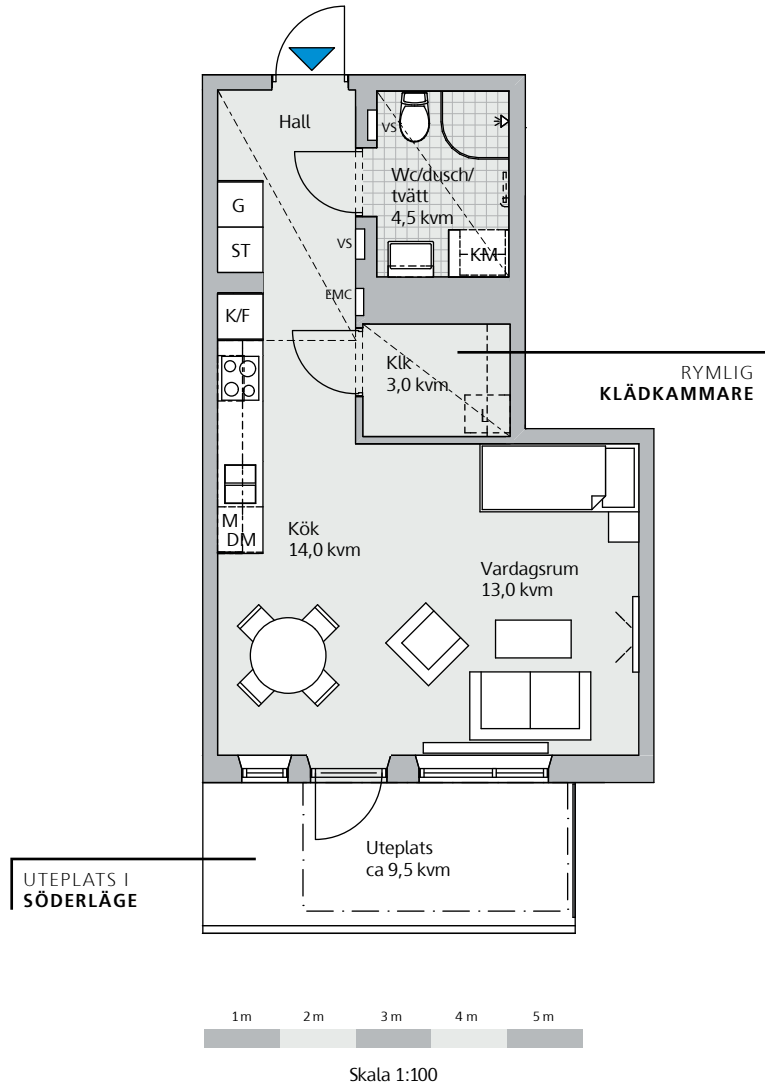 Hall
VS
Wc/dusch/
tvätt
4,5 kvm
G
ST
VS
KM
EMC
K/F
Klk
3,0 kvm
L
RYMLIG
KLÄDKAMMARE
M
DM
Kök
14,0 kvm
Vardagsrum
13,0 kvm
Uteplats
ca 9,5 kvm
UTEPLATS I
SÖDERLÄGE
1 m 2 m 3 m 4 m 5 m
Skala 1:100